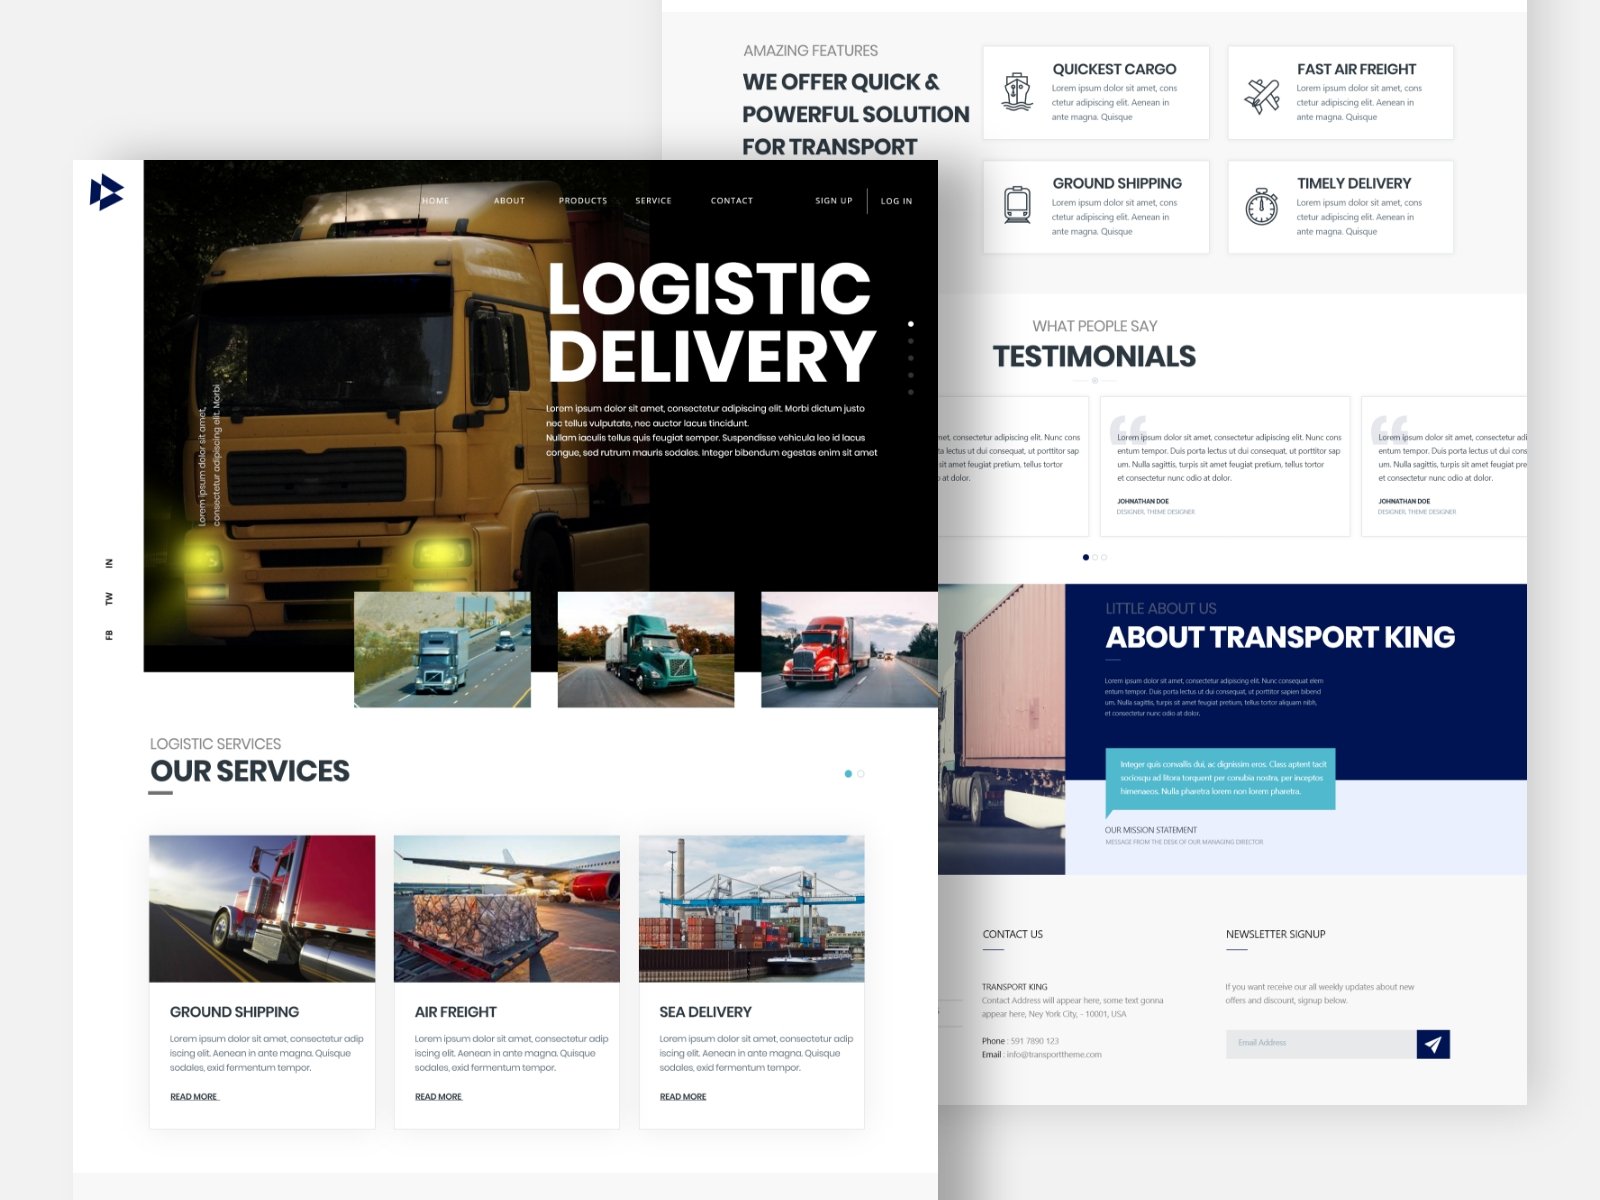 HOME
ABOUT
PRODUCTS
SERVICE
CONTACT
SIGN UP
LOG IN
LOGISTIC
DELIVERY
Lorem ipsum dolor sit amet, consectetur adipiscing elit. Morbi dictum justo
nec tellus vulputate, nec auctor lacus tincidunt.
Nullam iaculis tellus quis feugiat semper. Suspendisse vehicula leo id lacus
congue, sed rutrum mauris sodales. Integer bibendum egestas enim sit amet
Lorem ipsum dolor sit amet,
consectetur adipiscing elit. Morbi
IN
TW
FB
LOGISTIC SERVICES
OUR SERVICES
GROUND SHIPPING
Lorem ipsum dolor sit amet, consectetur adip
iscing elit. Aenean in ante magna. Quisque
sodales, exid fermentum tempor.
READ MORE
AIR FREIGHT
Lorem ipsum dolor sit amet, consectetur adip
iscing elit. Aenean in ante magna. Quisque
sodales, exid fermentum tempor.
READ MORE
SEA DELIVERY
Lorem ipsum dolor sit amet, consectetur adip
iscing elit. Aenean in ante magna. Quisque
sodales, exid fermentum tempor.
READ MORE
AMAZING FEATURES
WE OFFER QUICK &
POWERFUL SOLUTION
FOR TRANSPORT
QUICKEST CARGO
Lorem ipsum dolor sit amet, cons
ctetur adipiscing elit. Aenean in
ante magna. Quisque
FAST AIR FREIGHT
Lorem ipsum dolor sit amet, cons
ctetur adipiscing elit. Aenean in
ante magna. Quisque
GROUND SHIPPING
Lorem ipsum dolor sit amet, cons
ctetur adipiscing elit. Aenean in
ante magna. Quisque
TIMELY DELIVERY
Lorem ipsum dolor sit amet, cons
ctetur adipiscing elit. Aenean in
ante magna. Quisque
WHAT PEOPLE SAY
TESTIMONIALS
met, consectetur adipiscing elit. Nunc cons
ta lectus ut dui consequat, ut porttitor sap
sit amet feugiat pretium, tellus tortor
o at dolor.
Lorem ipsum dolor sit amet, consectetur adipiscing elit. Nunc cons
entum tempor. Duis porta lectus ut dui consequat, ut porttitor sap
um. Nulla sagittis, turpis sit amet feugiat pretium, tellus tortor
et consectetur nunc odio at dolor.
JOHNATHAN DOE
DESIGNER, THEME DESIGNER
Lorem ipsum dolor sit amet, consectetur adi
entum tempor. Duis porta lectus ut dui cons
um. Nulla sagittis, turpis sit amet feugiat pre
et consectetur nunc odio at dolor.
JOHNATHAN DOE
DESIGNER, THEME DESIGNER
LITTLE ABOUT US
ABOUT TRANSPORT KING
Lorem ipsum dolor sit amet, consectetur adipiscing elit. Nunc consequat elem
entum tempor. Duis porta lectus ut dui consequat, ut porttitor sapien bibend
um. Nulla sagittis, turpis sit amet feugiat pretium, tellus tortor aliquam nibh,
et consectetur nunc odio at dolor.
Integer quis convallis dui, ac dignissim eros. Class aptent tacit
sociosqu ad litora torquent per conubia nostra, per inceptos
himenaeos. Nulla pharetra lorem non lorem pharetra.
OUR MISSION STATEMENT
MESSAGE FROM THE DESK OF OUR MANAGING DIRECTOR
CONTACT US
TRANSPORT KING
Contact Address will appear here, some text gonna
appear here, Ney York City, - 10001, USA
Phone : 591 7890 123
Email : info@transporttheme.com
NEWSLETTER SIGNUP
If you want receive our all weekly updates about new
offers and discount, signup below.
Email Address